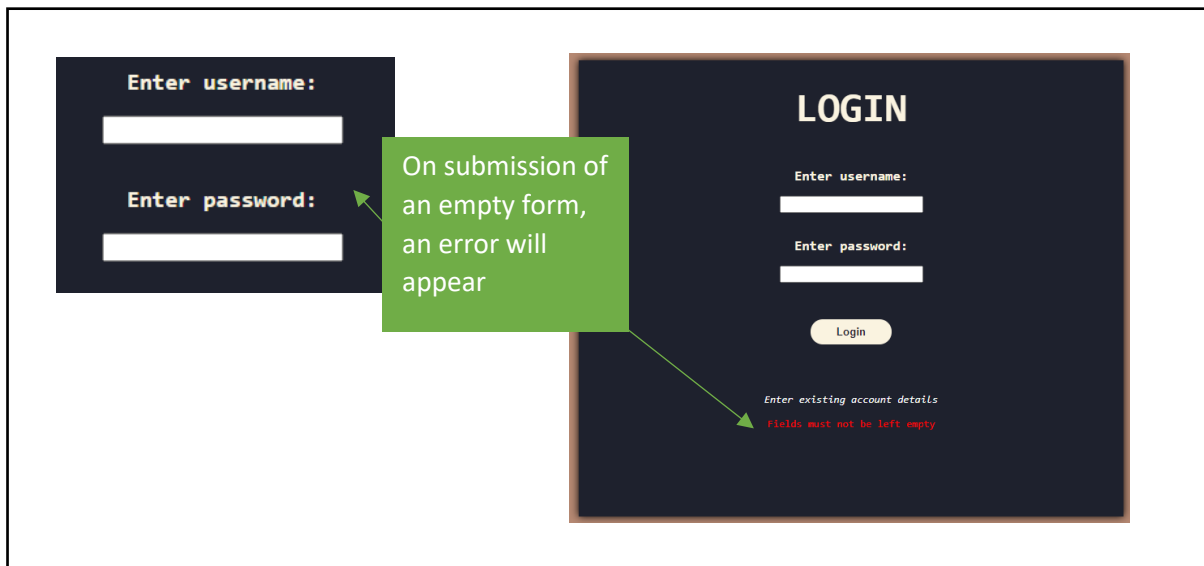 Enter username:
Enter password:
On submission of
an empty form,
an error will
appear
LOGIN
Enter username:
Enter password:
Login
Enter existing account details
Fields must not be left empty